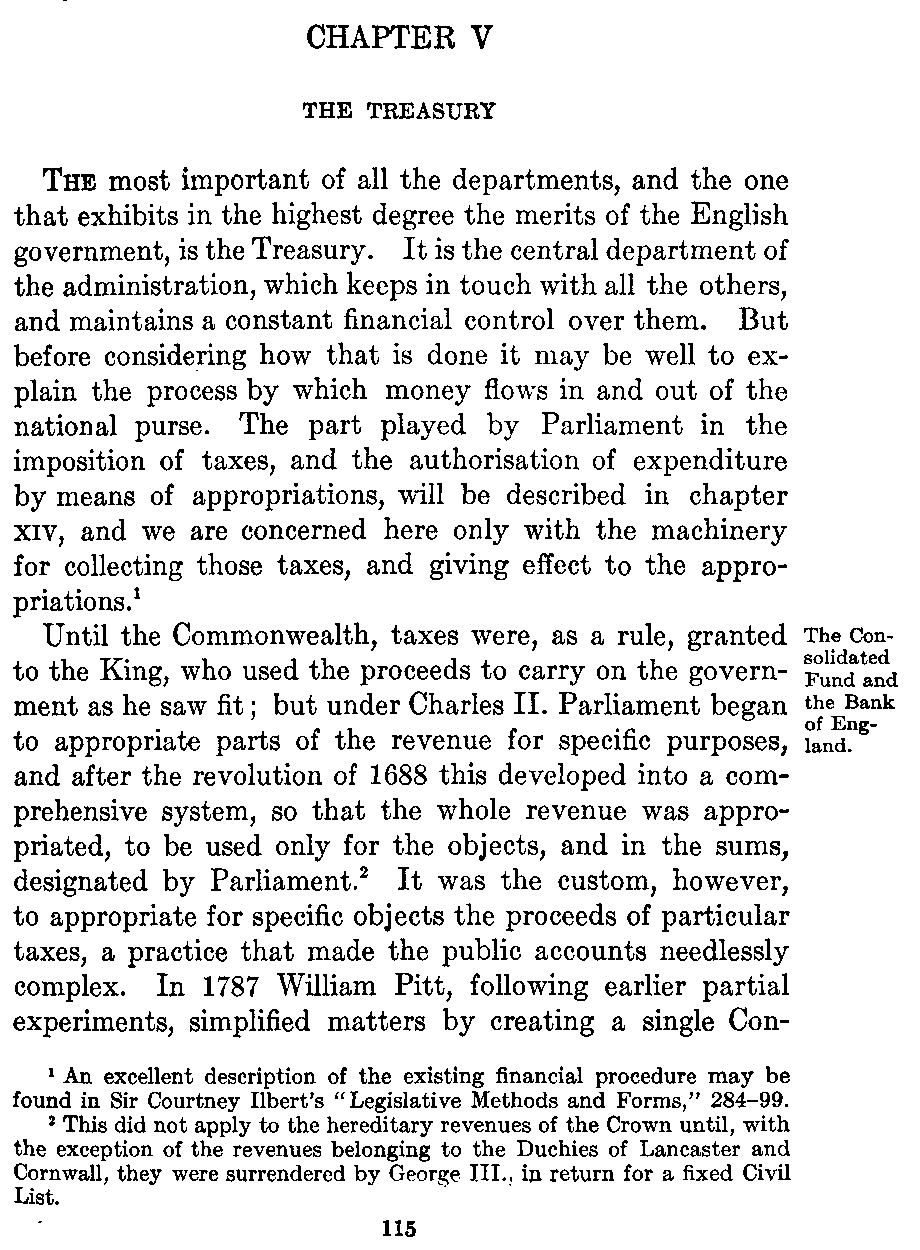 CHAPTER V
THE TREASURY
THE most important of all the departments, and the one
that exhibits in the highest degree the merits of the English
government, is the Treasury. It is the central department of
the administration, which keeps in touch with all the others,
and maintains a constant financial control over them. But
before considering how that is done it may be well to ex-
plain the process by which money flows in and out of the
national purse. The part played by Parliament in the
imposition of taxes, and the authorisation of expenditure
by means of appropriations, will be described in chapter
XIV, and we are concerned here only with the machinery
for collecting those taxes, and giving effect to the appro-
priations.¹
Until the Commonwealth, taxes were, as a rule, granted
to the King, who used the proceeds to carry on the govern-
ment as he saw fit; but under Charles II. Parliament began
to appropriate parts of the revenue for specific purposes,
and after the revolution of 1688 this developed into a com-
prehensive system, so that the whole revenue was appro-
priated, to be used only for the objects, and in the sums,
designated by Parliament.² It was the custom, however,
to appropriate for specific objects the proceeds of particular
taxes, a practice that made the public accounts needlessly
complex. In 1787 William Pitt, following earlier partial
experiments, simplified matters by creating a single Con-
The Con-
solidated
Fund and
the Bank
of Eng-
land.
¹ An excellent description of the existing financial procedure may be
found in Sir Courtney Ilbert's "Legislative Methods and Forms," 284–99.
² This did not apply to the hereditary revenues of the Crown until, with
the exception of the revenues belonging to the Duchies of Lancaster and
Cornwall, they were surrendered by George III., in return for a fixed Civil
List.
115